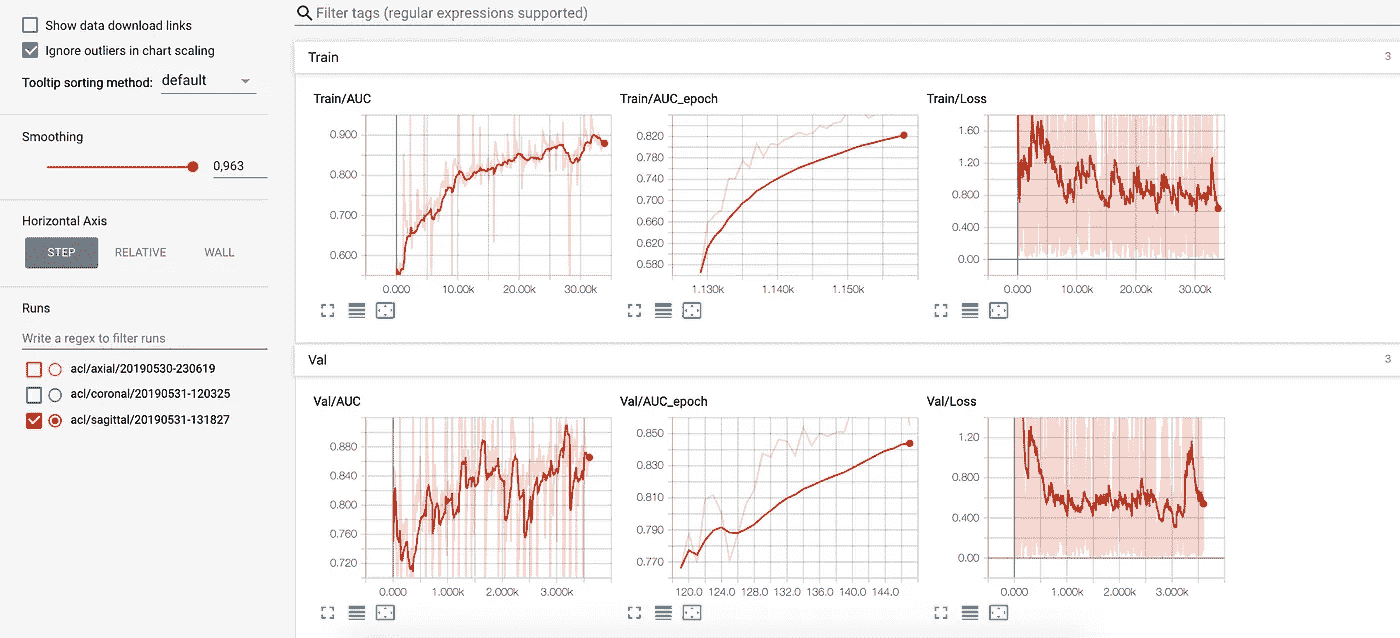 Show data download links
Ignore outliers in chart scaling
Tooltip sorting method: default
Smoothing
0,963
Horizontal Axis
STEP RELATIVE WALL
Runs
Write a regex to filter runs
acl/axial/20190530-230619
acl/coronal/20190531-120325
acl/sagittal/20190531-131827
Filter tags (regular expressions supported)
Train 3
Train/AUC
0.900
0.800
0.700
0.600
0.000 10.00k 20.00k 30.00k
Train/AUC_epoch
0.820
0.780
0.740
0.700
0.660
0.620
0.580
1.130k 1.140k 1.150k
Train/Loss
1.60
1.20
0.800
0.400
0.00
0.000 10.00k 20.00k 30.00k
Val 3
Val/AUC
0.880
0.840
0.800
0.760
0.720
0.000 1.000k 2.000k 3.000k
Val/AUC_epoch
0.850
0.830
0.810
0.790
0.770
120.0 124.0 128.0 132.0 136.0 140.0 144.0
Val/Loss
1.20
0.800
0.400
0.00
0.000 1.000k 2.000k 3.000k